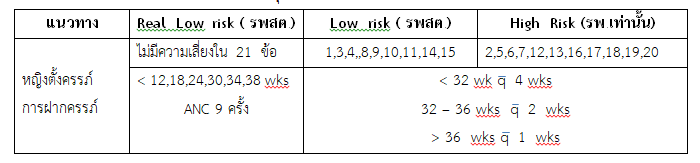 แนวทาง Real Low risk ( รพสต.) Low risk ( รพสต.) High Risk (รพ.เท่านั้น)
ไม่มีความเสี่ยงใน 21 ข้อ 1,3,4,,8,9,10,11,14,15 2,5,6,7,12,13,16,17,18,19,20
หญิงตั้งครรภ์ < 12,18,24,30,34,38 wks < 32 wk q̄ 4 wks
การฝากครรภ์ ANC 9 ครั้ง 32 – 36 wks q̄ 2 wks
> 36 wks q̄ 1 wks